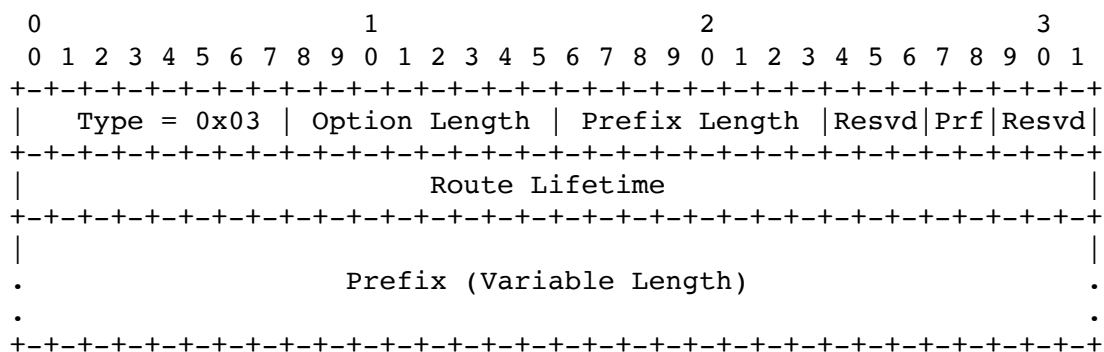 0                   1                   2                   3
 0 1 2 3 4 5 6 7 8 9 0 1 2 3 4 5 6 7 8 9 0 1 2 3 4 5 6 7 8 9 0 1
+-+-+-+-+-+-+-+-+-+-+-+-+-+-+-+-+-+-+-+-+-+-+-+-+-+-+-+-+-+-+-+-+
|   Type = 0x03 | Option Length | Prefix Length |Resvd|Prf|Resvd|
+-+-+-+-+-+-+-+-+-+-+-+-+-+-+-+-+-+-+-+-+-+-+-+-+-+-+-+-+-+-+-+-+
|                        Route Lifetime                         |
+-+-+-+-+-+-+-+-+-+-+-+-+-+-+-+-+-+-+-+-+-+-+-+-+-+-+-+-+-+-+-+-+
|                                                               |
.                   Prefix (Variable Length)                    .
.                                                               .
+-+-+-+-+-+-+-+-+-+-+-+-+-+-+-+-+-+-+-+-+-+-+-+-+-+-+-+-+-+-+-+-+